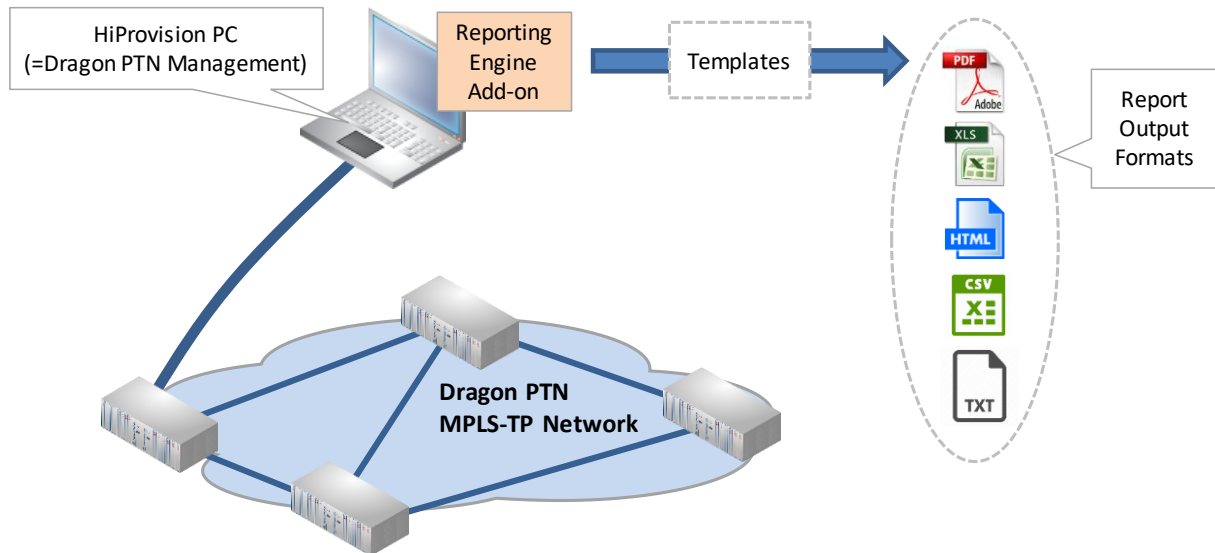 HiProvision PC
(=Dragon PTN Management)
Reporting
Engine
Add-on
Templates
PDF
Adobe
XLS
HTML
CSV
TXT
Report
Output
Formats
Dragon PTN
MPLS-TP Network